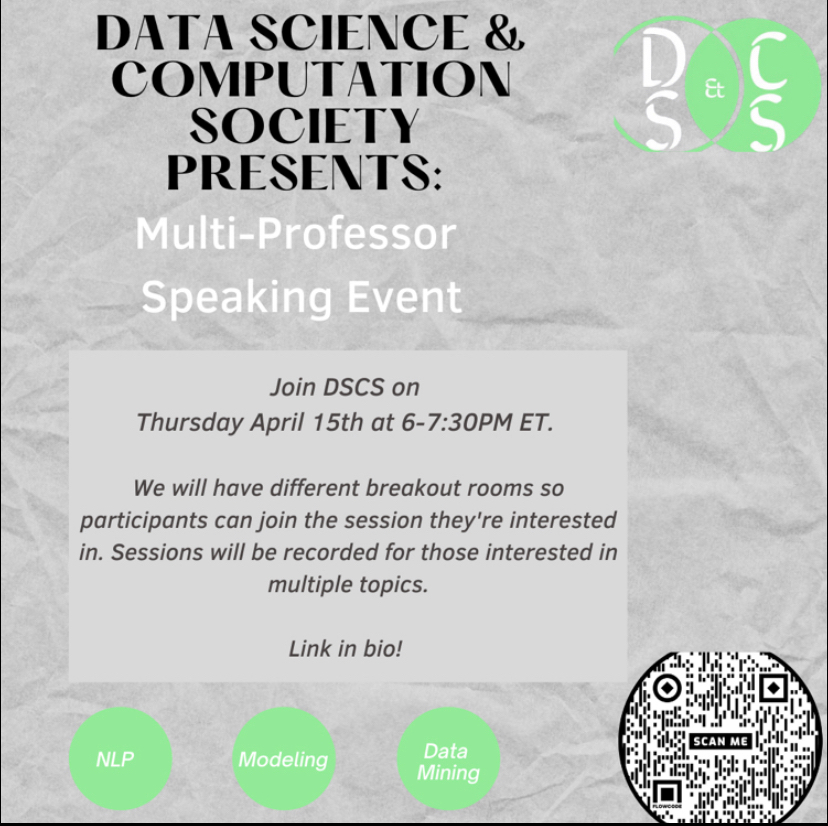 DATA SCIENCE &
COMPUTATION
SOCIETY
PRESENTS:
D
S
&
C
S
Multi-Professor
Speaking Event
Join DSCS on
Thursday April 15th at 6-7:30PM ET.
We will have different breakout rooms so
participants can join the session they're interested
in. Sessions will be recorded for those interested in
multiple topics.
Link in bio!
NLP
Modeling
Data
Mining
SCAN ME
FLOWCODE